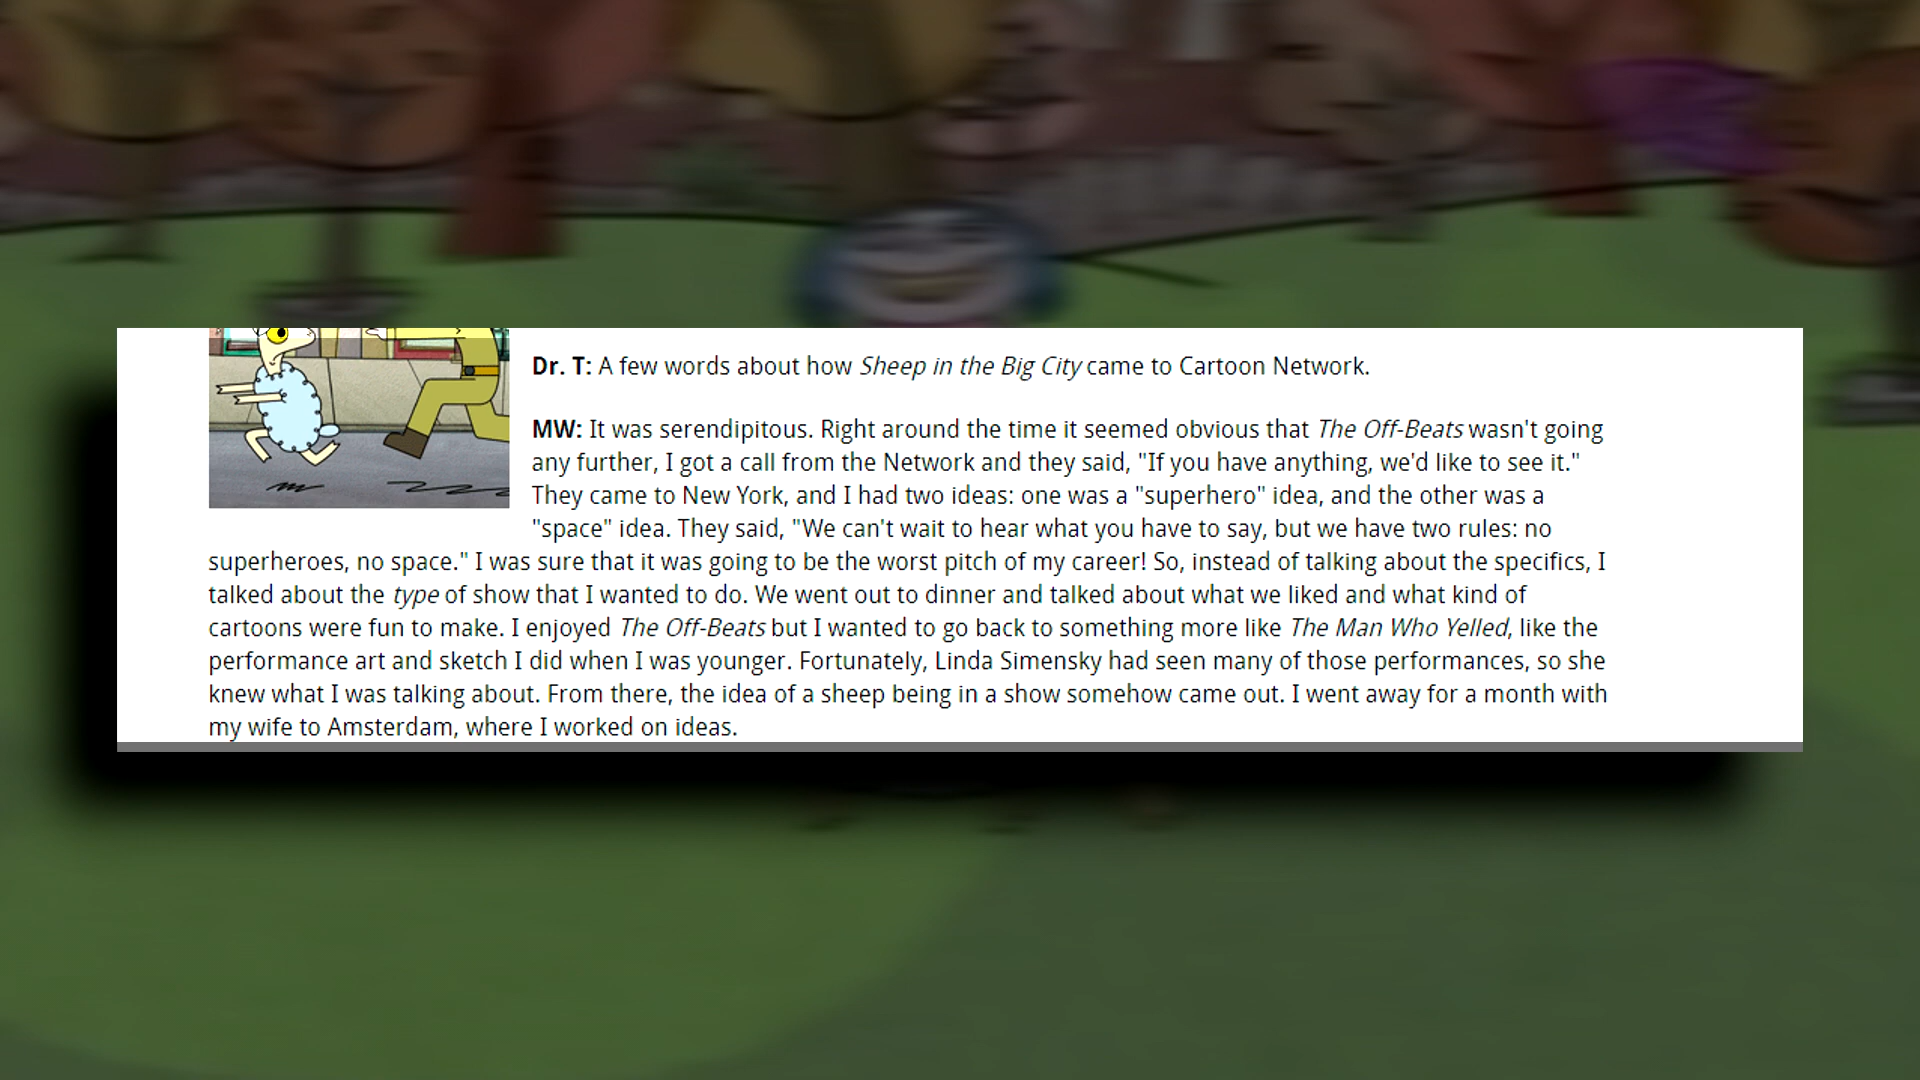 Dr. T: A few words about how Sheep in the Big City came to Cartoon Network.
MW: It was serendipitous. Right around the time it seemed obvious that The Off-Beats wasn't going
any further, I got a call from the Network and they said, "If you have anything, we'd like to see it."
They came to New York, and I had two ideas: one was a "superhero" idea, and the other was a
"space" idea. They said, "We can't wait to hear what you have to say, but we have two rules: no
superheroes, no space." I was sure that it was going to be the worst pitch of my career! So, instead of talking about the specifics, I
talked about the type of show that I wanted to do. We went out to dinner and talked about what we liked and what kind of
cartoons were fun to make. I enjoyed The Off-Beats but I wanted to go back to something more like The Man Who Yelled, like the
performance art and sketch I did when I was younger. Fortunately, Linda Simensky had seen many of those performances, so she
knew what I was talking about. From there, the idea of a sheep being in a show somehow came out. I went away for a month with
my wife to Amsterdam, where I worked on ideas.